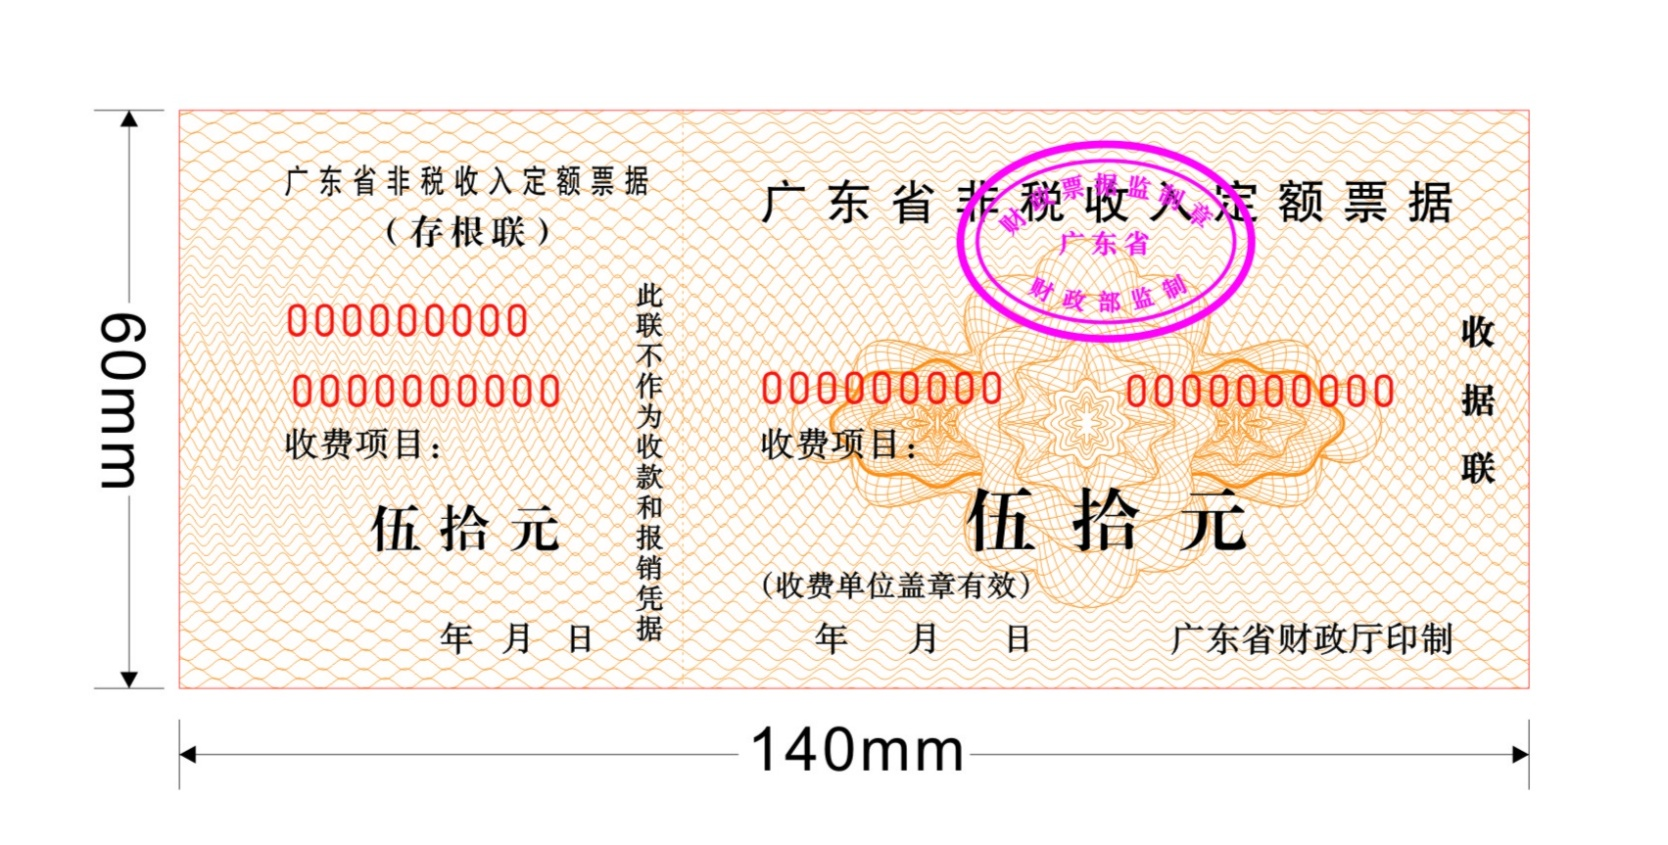 广东省非税收入定额票据
（存根联）
000000000
0000000000
收费项目：
伍拾元
年 月 日
此联不作为收款和报销凭据
广东省非税收入定额票据
财政票据监制章
广东省
财政部监制
000000000 0000000000
收费项目：
伍拾元
（收费单位盖章有效）
年 月 日 广东省财政厅印制
收据联
60mm
140mm